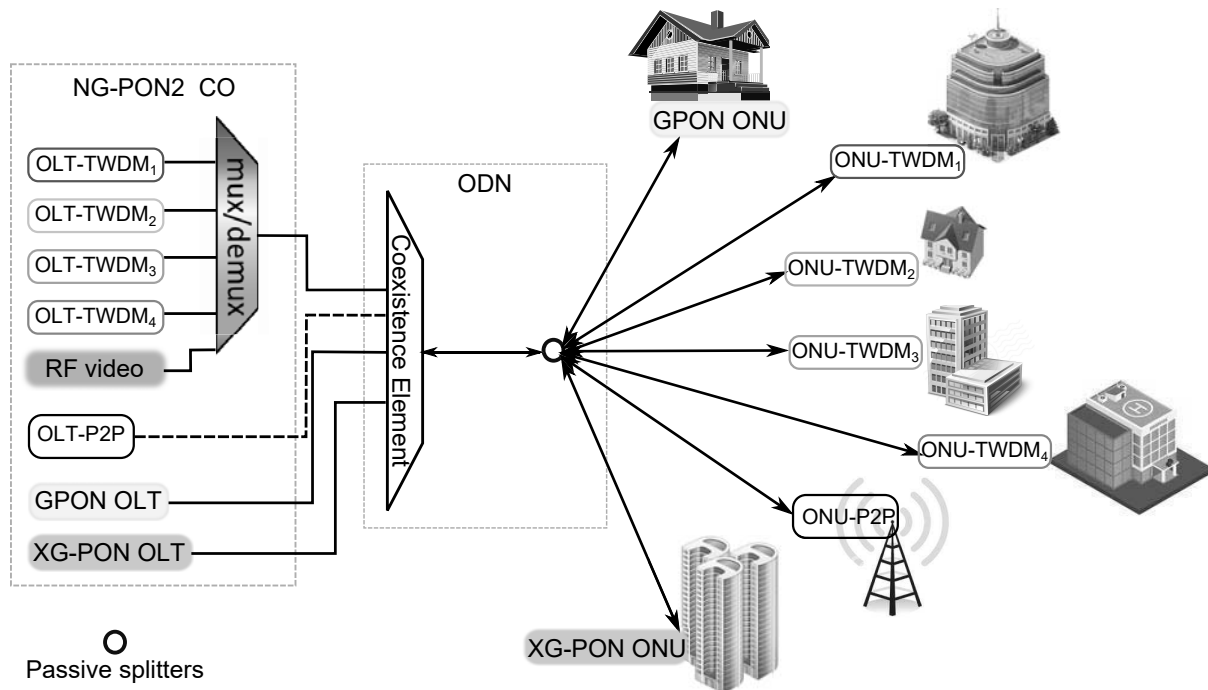 NG-PON2 CO
OLT-TWDM1
OLT-TWDM2
OLT-TWDM3
OLT-TWDM4
RF video
OLT-P2P
GPON OLT
XG-PON OLT
mux/demux
ODN
Coexistence Element
GPON ONU
ONU-TWDM1
ONU-TWDM2
ONU-TWDM3
ONU-TWDM4
H
ONU-P2P
XG-PON ONU
Passive splitters